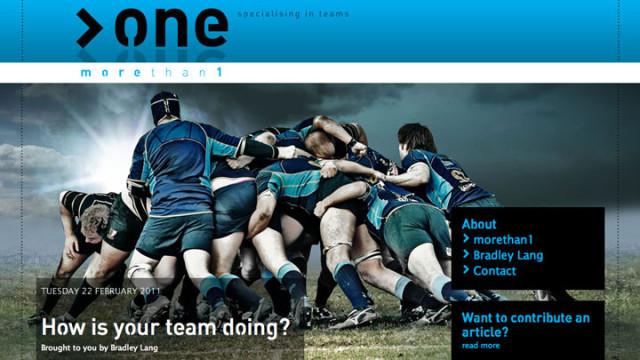 >one
specialising in teams
morethan1
TUESDAY 22 FEBRUARY 2011
How is your team doing?
Brought to you by Bradley Lang
About
> morethan1
> Bradley Lang
> Contact
Want to contribute an
article?
read more